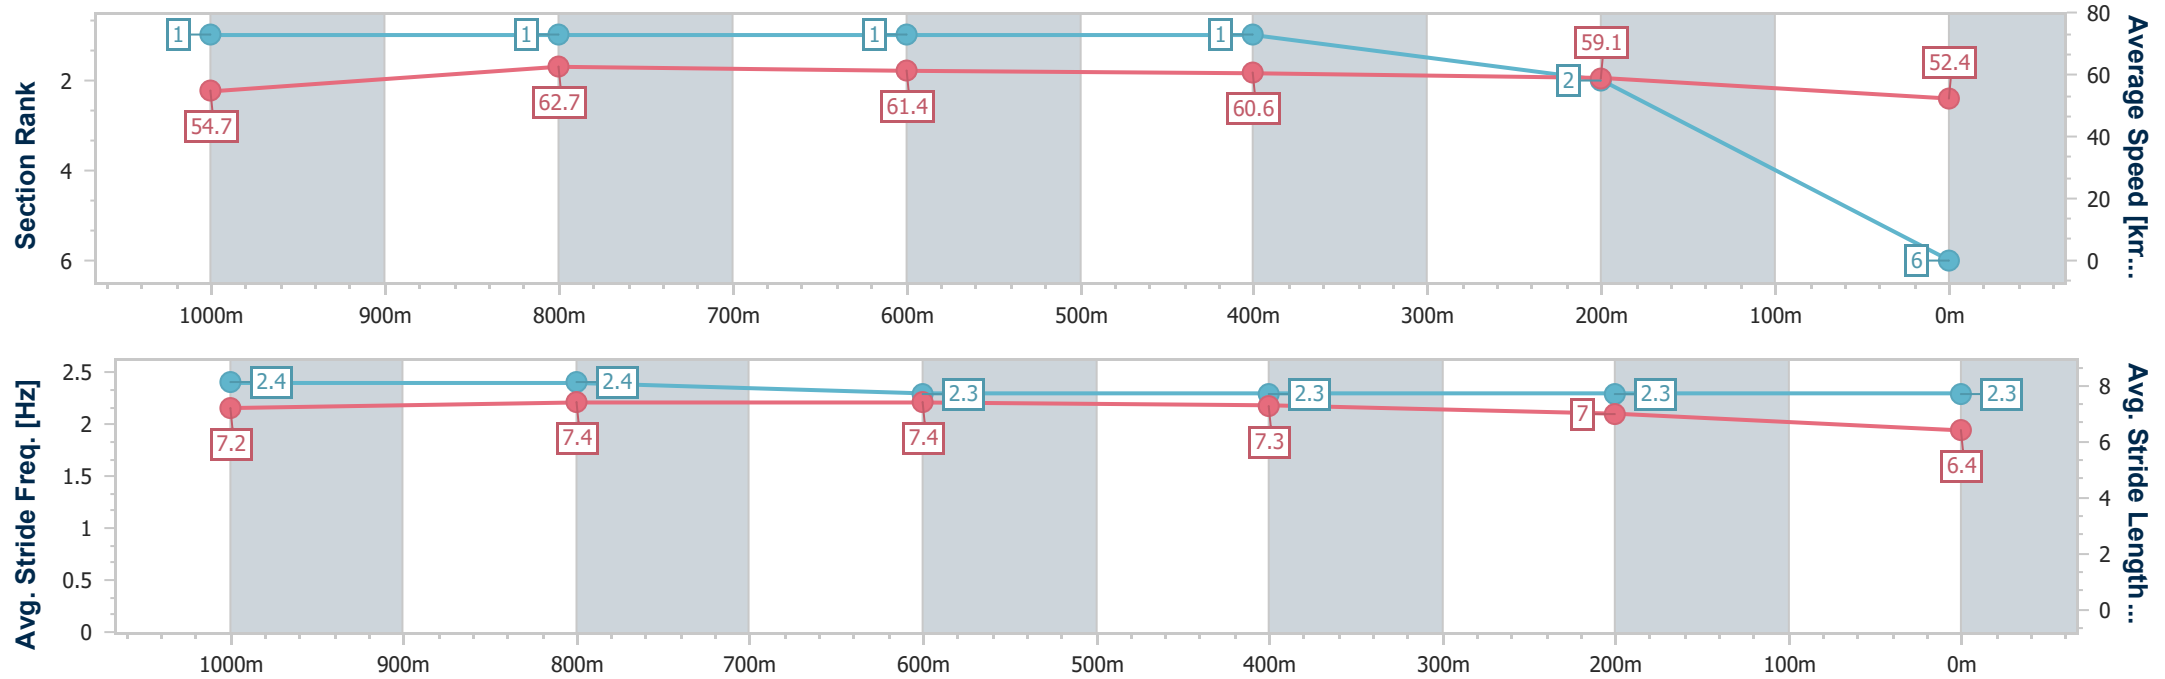 Section Rank
2
4
6
1
1
1
1
2
6
54.7
62.7
61.4
60.6
59.1
52.4
80
60
40
20
0
Average Speed [km...
1000m
900m
800m
700m
600m
500m
400m
300m
200m
100m
0m
Avg. Stride Freq. [Hz]
2.5
2
1.5
1
0.5
0
2.4
2.4
2.3
2.3
2.3
2.3
7.2
7.4
7.4
7.3
7
6.4
8
6
4
2
0
Avg. Stride Length...
1000m
900m
800m
700m
600m
500m
400m
300m
200m
100m
0m